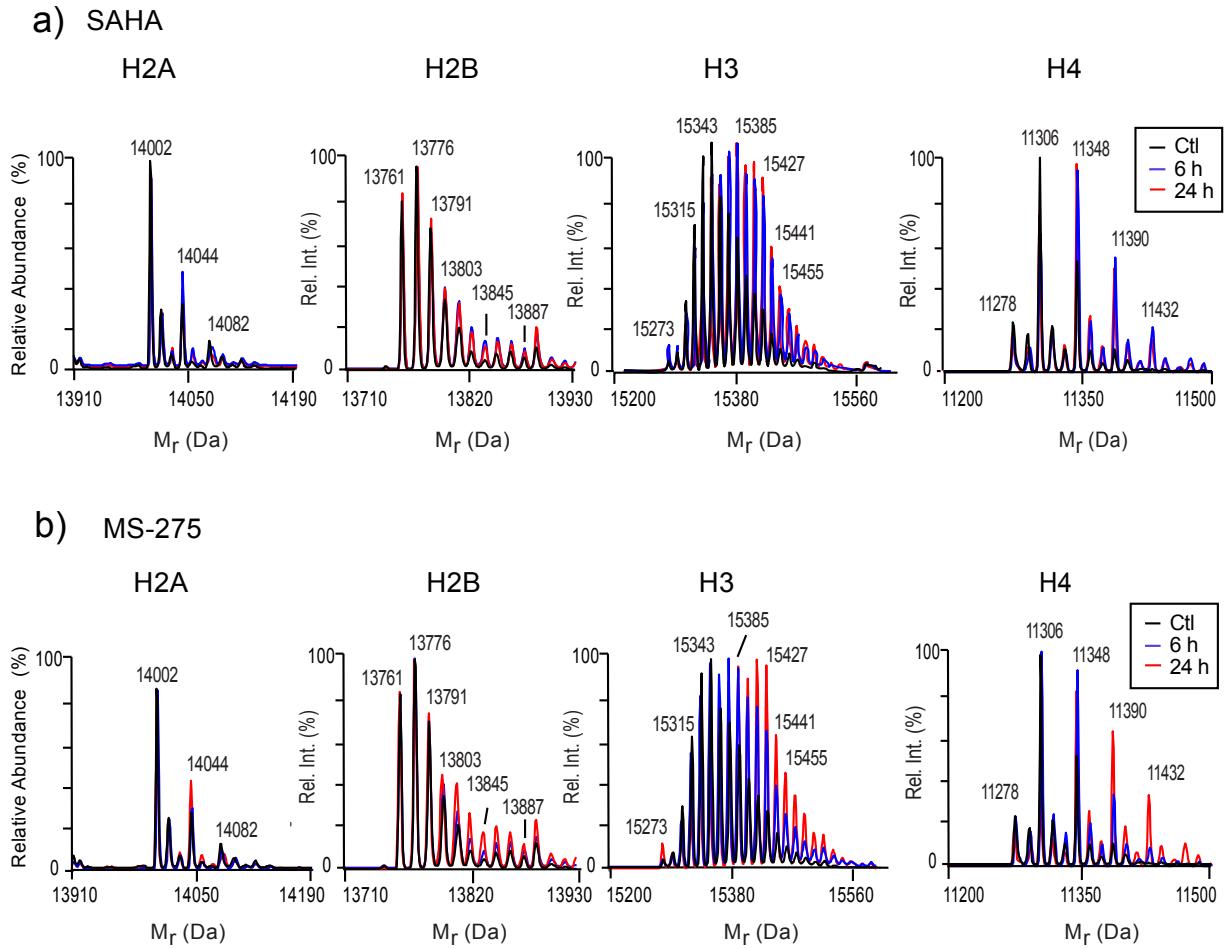 a) SAHA
H2A H2B H3 H4
Relative Abundance (%)
100
0
14002
14044
14082
13910 14050 14190
Mr (Da)
Rel. Int. (%)
100
0
13761
13776
13791
13803
13845
13887
13710 13820 13930
Mr (Da)
Rel. Int. (%)
100
0
15273
15315
15343
15385
15427
15441
15455
15200 15380 15560
Mr (Da)
Rel. Int. (%)
100
0
11278
11306
11348
11390
11432
11200 11350 11500
Mr (Da)
Ctl
6 h
24 h
b) MS-275
H2A H2B H3 H4
Relative Abundance (%)
100
0
14002
14044
14082
13910 14050 14190
Mr (Da)
Rel. Int. (%)
100
0
13761
13776
13791
13803
13845
13887
13710 13820 13930
Mr (Da)
Rel. Int. (%)
100
0
15273
15315
15343
15385
15427
15441
15455
15200 15380 15560
Mr (Da)
Rel. Int. (%)
100
0
11278
11306
11348
11390
11432
11200 11350 11500
Mr (Da)
Ctl
6 h
24 h